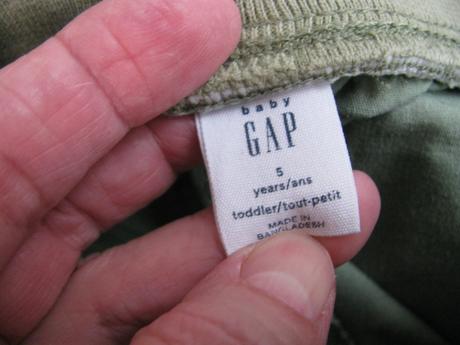 baby
GAP
5
years/ans
toddler/tout-petit
MADE IN
BANGLADESH